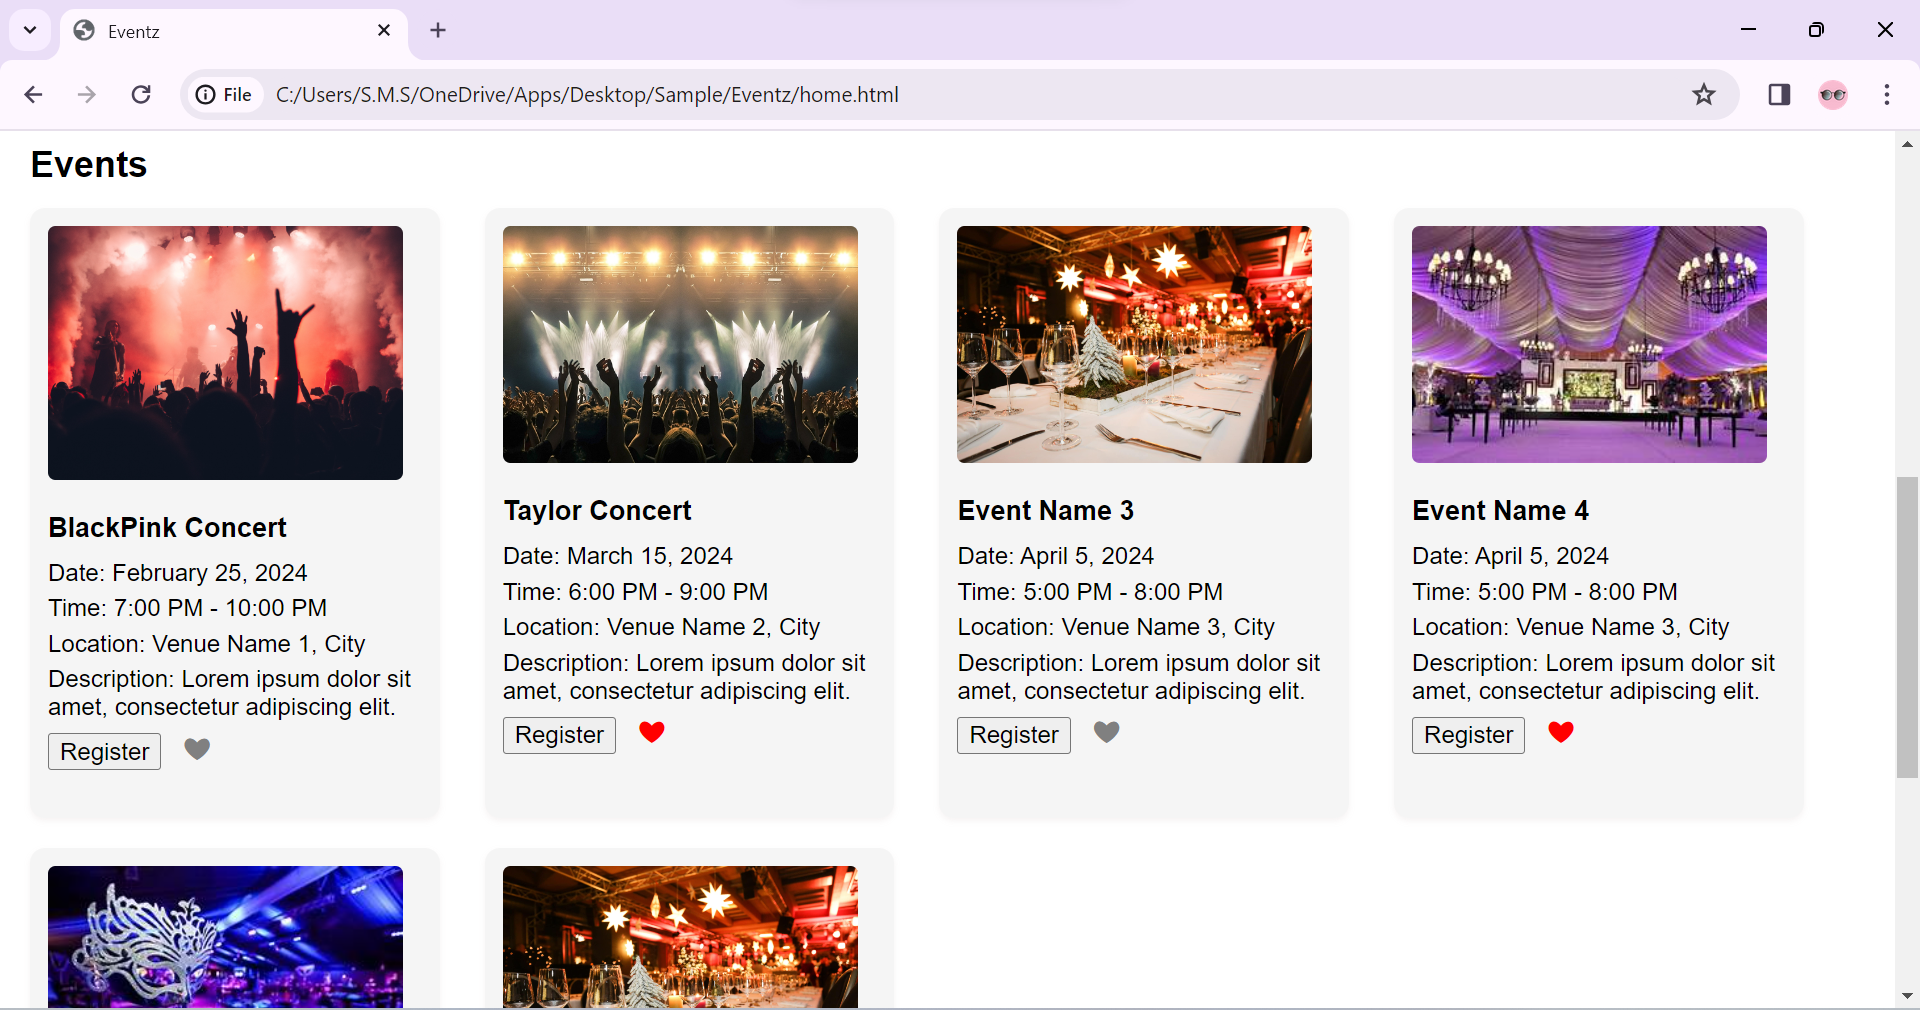 Eventz
File
C:/Users/S.M.S/OneDrive/Apps/Desktop/Sample/Eventz/home.html
Events
BlackPink Concert
Date: February 25, 2024
Time: 7:00 PM - 10:00 PM
Location: Venue Name 1, City
Description: Lorem ipsum dolor sit
amet, consectetur adipiscing elit.
Register
Taylor Concert
Date: March 15, 2024
Time: 6:00 PM - 9:00 PM
Location: Venue Name 2, City
Description: Lorem ipsum dolor sit
amet, consectetur adipiscing elit.
Register
Event Name 3
Date: April 5, 2024
Time: 5:00 PM - 8:00 PM
Location: Venue Name 3, City
Description: Lorem ipsum dolor sit
amet, consectetur adipiscing elit.
Register
Event Name 4
Date: April 5, 2024
Time: 5:00 PM - 8:00 PM
Location: Venue Name 3, City
Description: Lorem ipsum dolor sit
amet, consectetur adipiscing elit.
Register